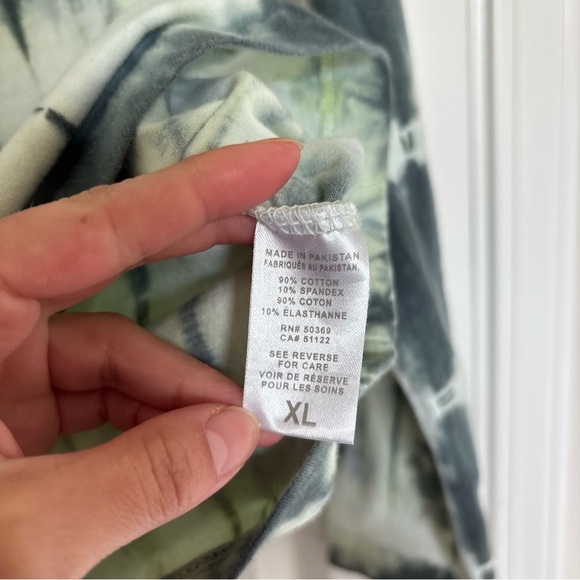 MADE IN PAKISTAN
FABRIQUÉS AU PAKISTAN.
90% COTTON
10% SPANDEX
90% COTON
10% ÉLASTHANNE
RN# 50369
CA# 51122
SEE REVERSE
FOR CARE
VOIR DE RÉSERVE
POUR LES SOINS
XL